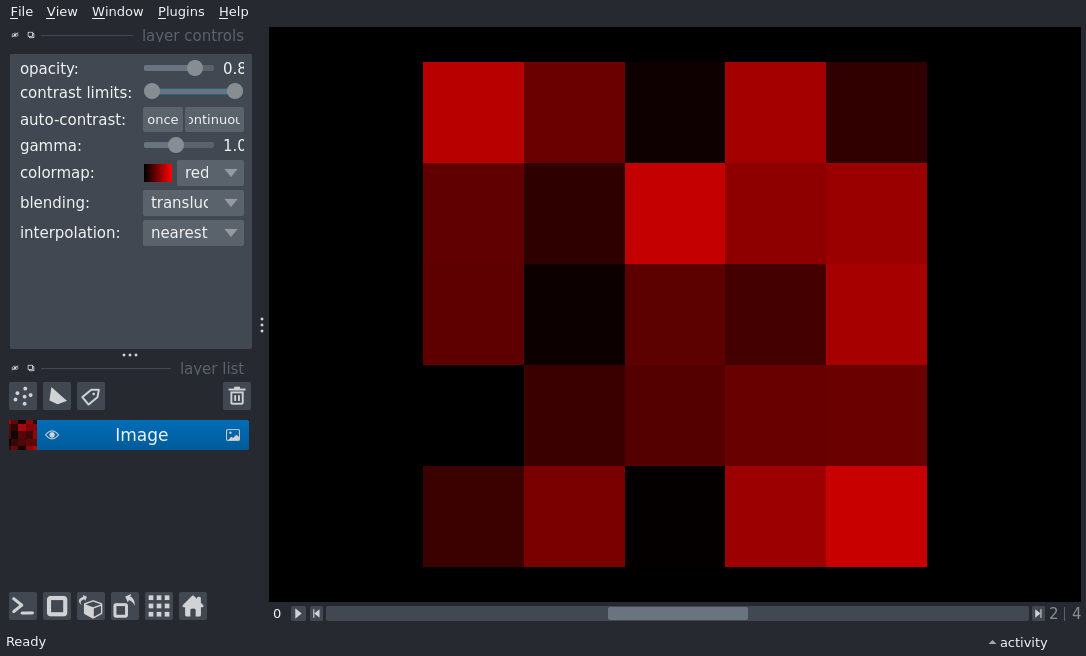 File View Window Plugins Help
layer controls
opacity: 0.8
contrast limits:
auto-contrast: once ontinuou
gamma: 1.0
colormap: red
blending: transluc
interpolation: nearest
layer list
Image
0 2 | 4
Ready activity